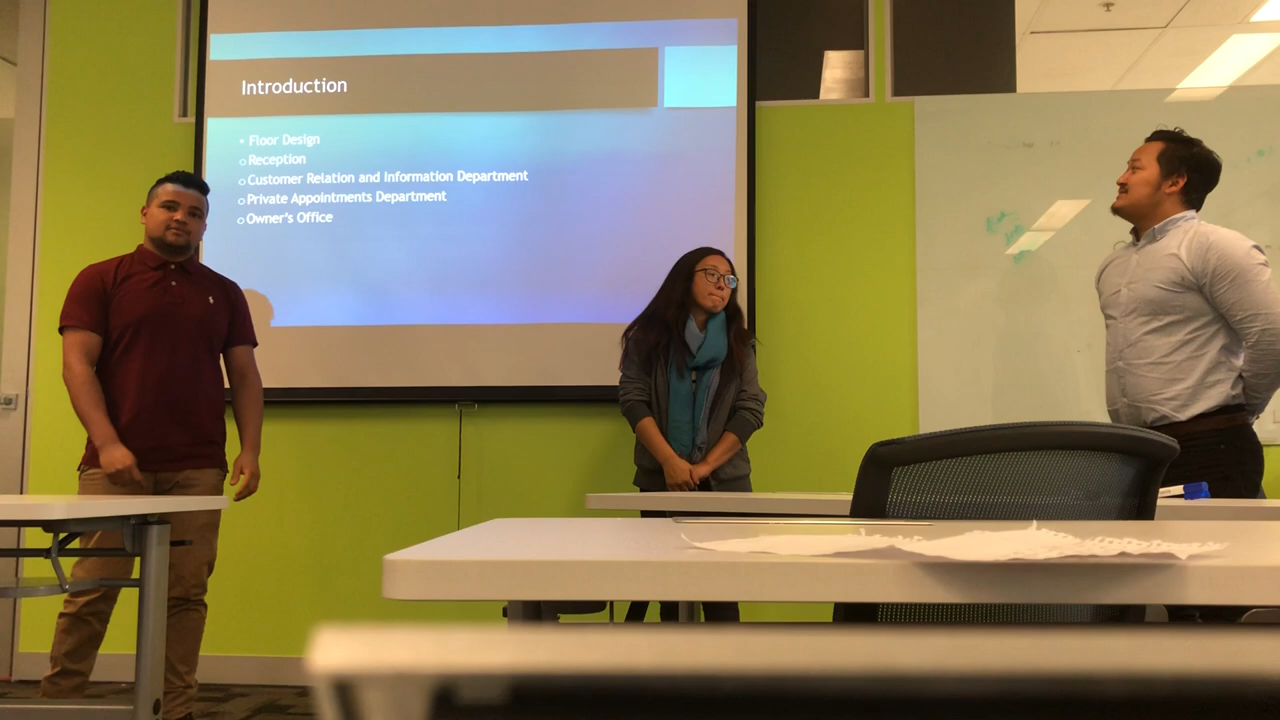 Introduction
• Floor Design
o Reception
o Customer Relation and Information Department
o Private Appointments Department
o Owner's Office